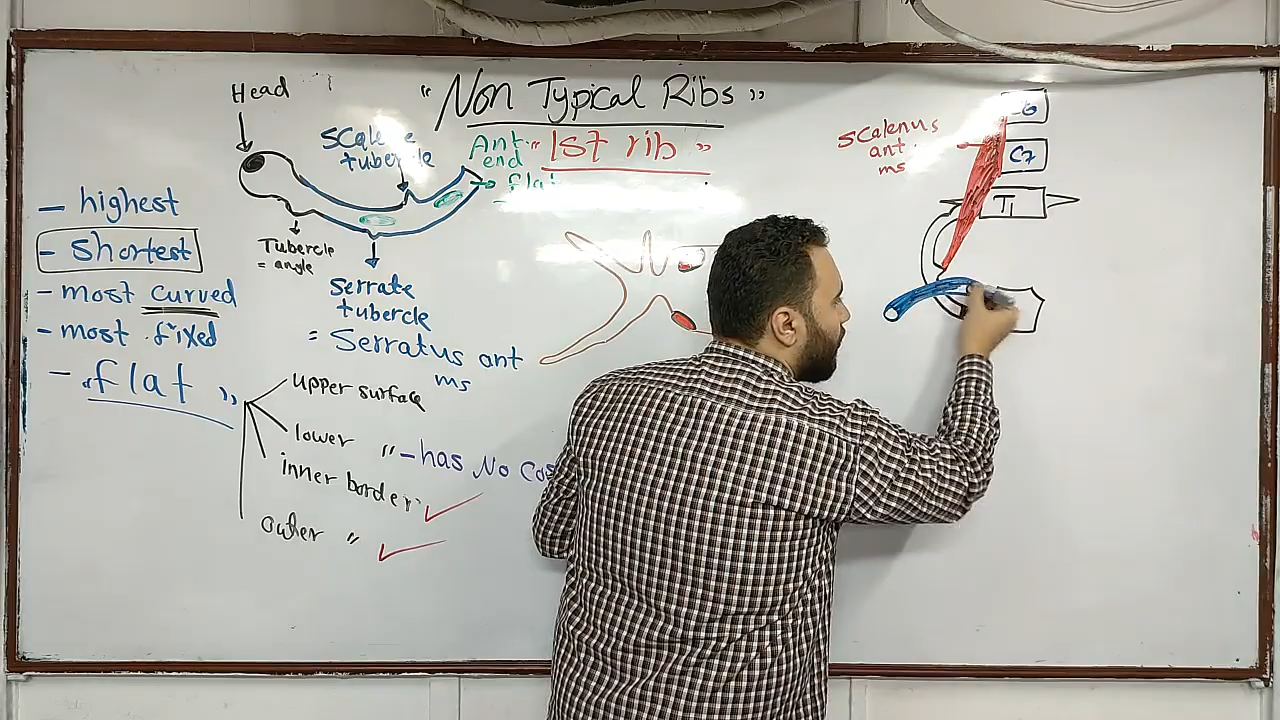 Head
" Non Typical Ribs "
" 1st rib "
Scale e
tubercle
Ant
end
flat
- highest
- Shortest
- most curved
- most fixed
- " flat "
Tubercle
= angle
Serrate
tubercle
= Serratus ant
ms
upper surface
lower " - has No Cos
inner border
outer "
Scalenus
ant.
ms
C6
C7
T1